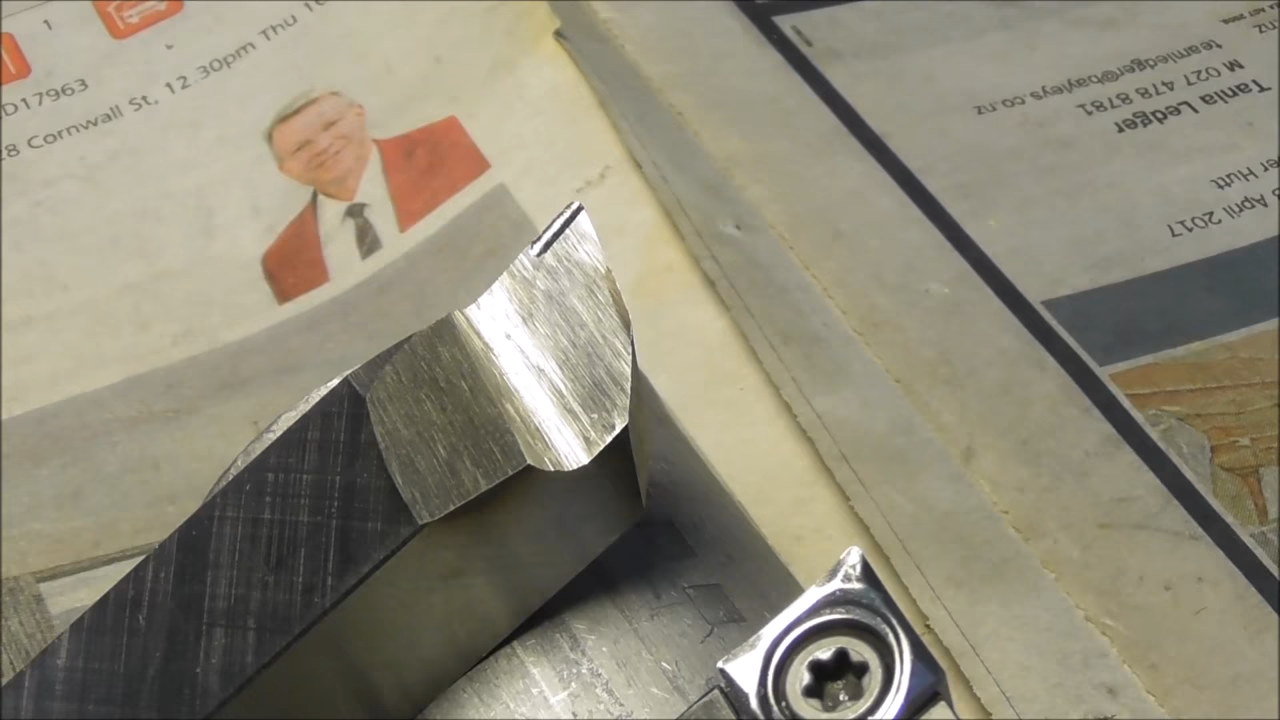 1
D17963
28 Cornwall St, 12.30pm Thu
Tania Ledger
M 027 478 8781
teamledger@bayleys.co.nz
Hutt
April 2017